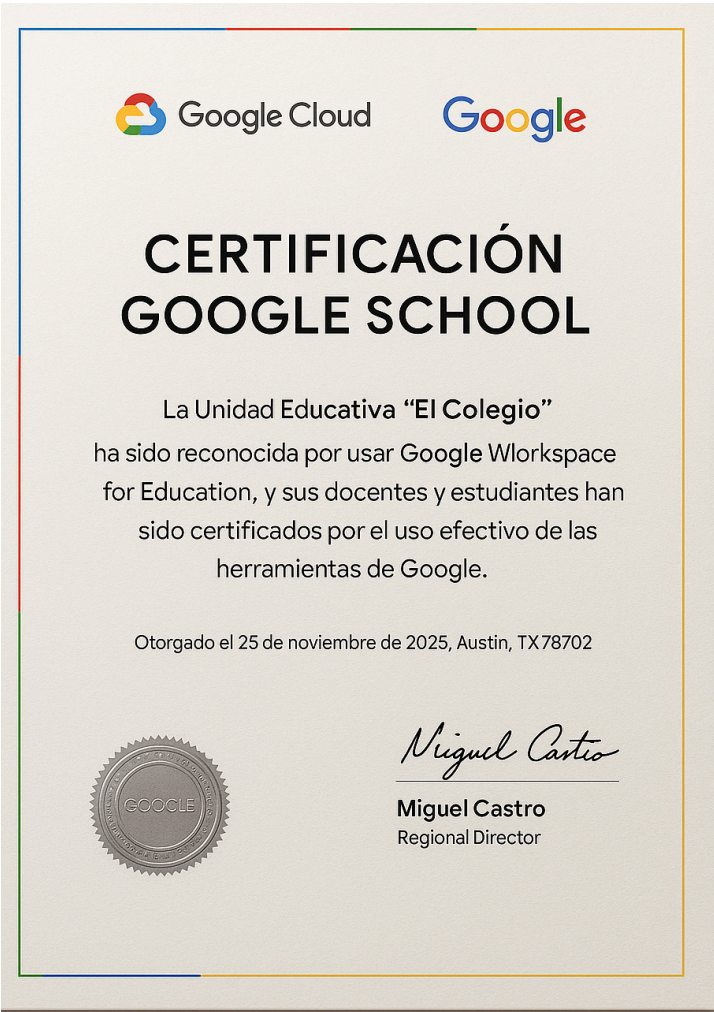 Google Cloud
Google
CERTIFICACIÓN
GOOGLE SCHOOL
La Unidad Educativa “El Colegio”
ha sido reconocida por usar Google Wlorkspace
for Education, y sus docentes y estudiantes han
sido certificados por el uso efectivo de las
herramientas de Google.
Otorgado el 25 de noviembre de 2025, Austin, TX 78702
GOOCLE
Miguel Castro
Regional Director